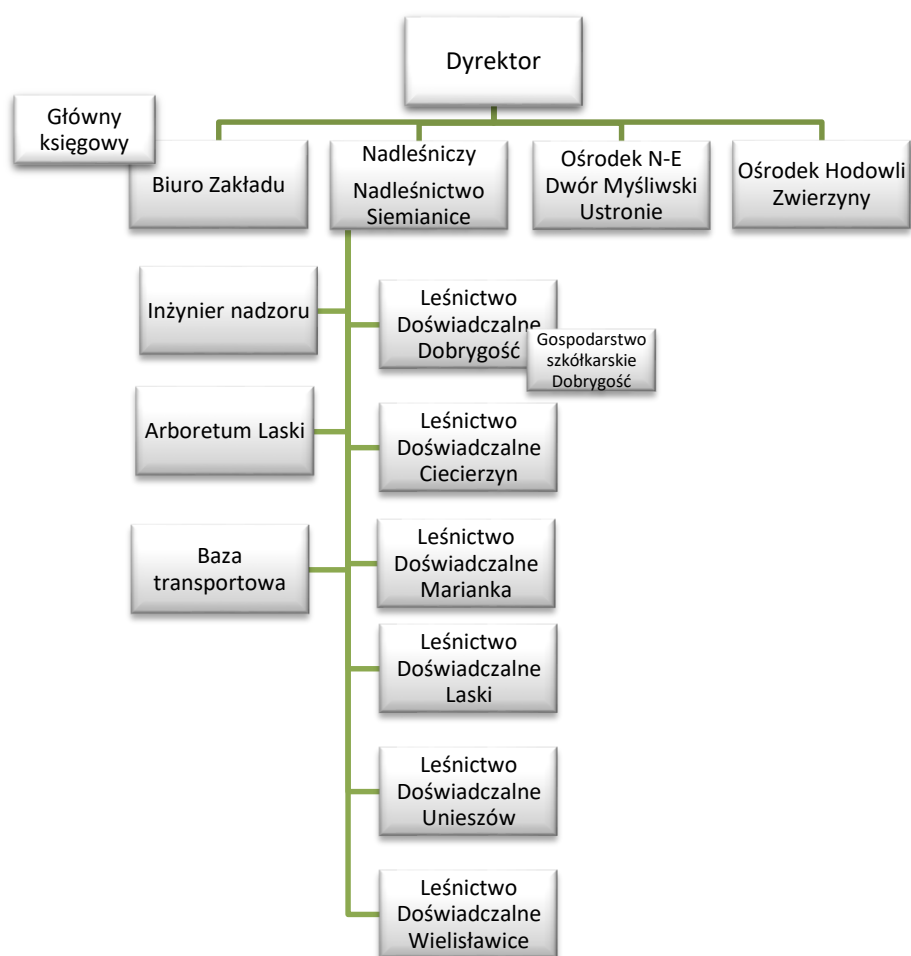 Dyrektor
Główny
księgowy
Biuro Zakładu
Nadleśniczy
Nadleśnictwo
Siemianice
Ośrodek N-E
Dwór Myśliwski
Ustronie
Ośrodek Hodowli
Zwierzyny
Inżynier nadzoru
Leśnictwo
Doświadczalne
Dobrygość
Gospodarstwo
szkółkarskie
Dobrygość
Arboretum Laski
Leśnictwo
Doświadczalne
Ciecierzyn
Baza
transportowa
Leśnictwo
Doświadczalne
Marianka
Leśnictwo
Doświadczalne
Laski
Leśnictwo
Doświadczalne
Unieszów
Leśnictwo
Doświadczalne
Wielisławice